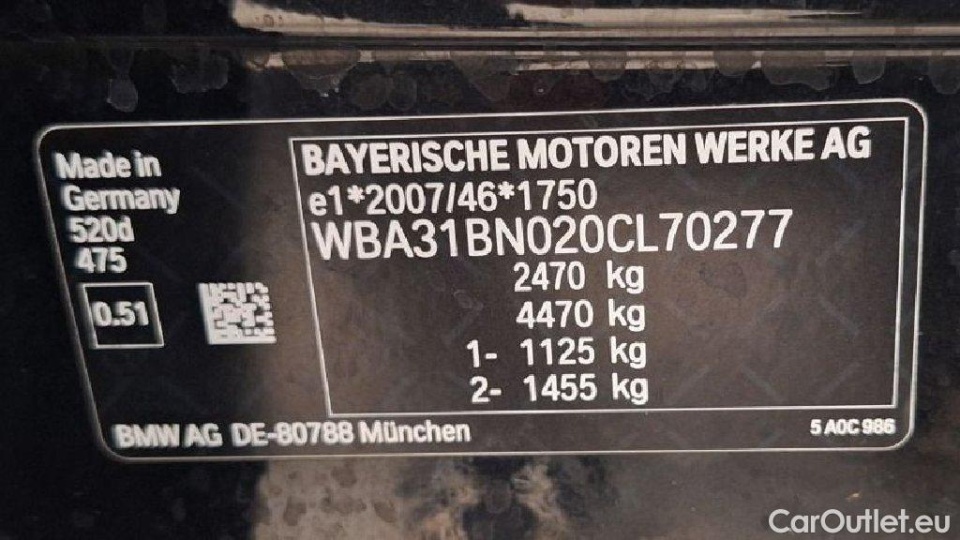 Made in
Germany
520d
475
0.51
BAYERISCHE MOTOREN WERKE AG
e1*2007/46*1750
WBA31BN020CL70277
2470 kg
4470 kg
1- 1125 kg
2- 1455 kg
BMW AG DE-80788 München
5 A0C 986
CarOutlet.eu